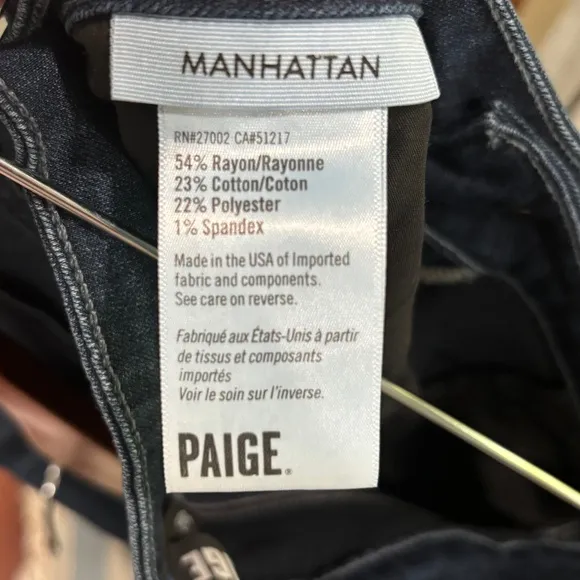 MANHATTAN
RN#27002 CA#51217
54% Rayon/Rayonne
23% Cotton/Coton
22% Polyester
1% Spandex
Made in the USA of Imported
fabric and components.
See care on reverse.
Fabriqué aux États-Unis à partir
de tissus et composants
importés
Voir le soin sur l'inverse.
PAIGE.